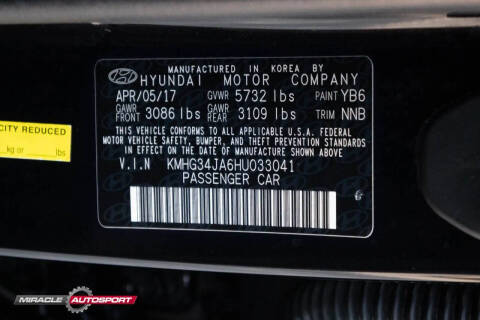 MANUFACTURED IN KOREA BY
HYUNDAI MOTOR COMPANY
APR/05/17 GVWR 5732 lbs PAINT YB6
GAWR FRONT 3086 lbs GAWR REAR 3109 lbs TRIM NNB
THIS VEHICLE CONFORMS TO ALL APPLICABLE U.S.A. FEDERAL
MOTOR VEHICLE SAFETY, BUMPER, AND THEFT PREVENTION STANDARDS
IN EFFECT ON THE DATE OF MANUFACTURE SHOWN ABOVE.
V.I.N KMHG34JA6HU033041
PASSENGER CAR
CITY REDUCED
kg or lbs
MIRACLE AUTOSPORT